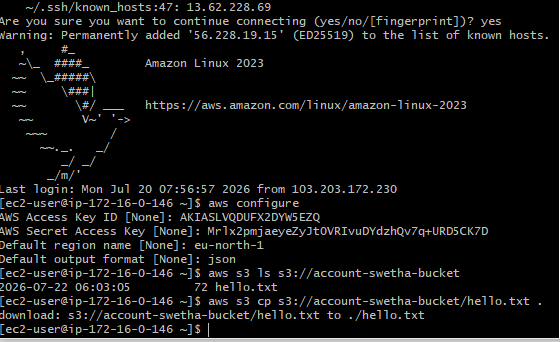 ~/.ssh/known_hosts:47: 13.62.228.69
Are you sure you want to continue connecting (yes/no/[fingerprint])? yes
Warning: Permanently added '56.228.19.15' (ED25519) to the list of known hosts.
   ,     #_
   ~\_  ####_        Amazon Linux 2023
  ~~  \_#####\
  ~~     \###|
  ~~       \#/ ___   https://aws.amazon.com/linux/amazon-linux-2023
   ~~       V~' '->
    ~~~         /
      ~~._.   _/
         _/ _/
       _/m/'
Last login: Mon Jul 20 07:56:57 2026 from 103.203.172.230
[ec2-user@ip-172-16-0-146 ~]$ aws configure
AWS Access Key ID [None]: AKIASLVQDUFX2DYW5EZQ
AWS Secret Access Key [None]: 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
Default region name [None]: eu-north-1
Default output format [None]: json
[ec2-user@ip-172-16-0-146 ~]$ aws s3 ls s3://account-swetha-bucket
2026-07-22 06:03:05         72 hello.txt
[ec2-user@ip-172-16-0-146 ~]$ aws s3 cp s3://account-swetha-bucket/hello.txt .
download: s3://account-swetha-bucket/hello.txt to ./hello.txt
[ec2-user@ip-172-16-0-146 ~]$